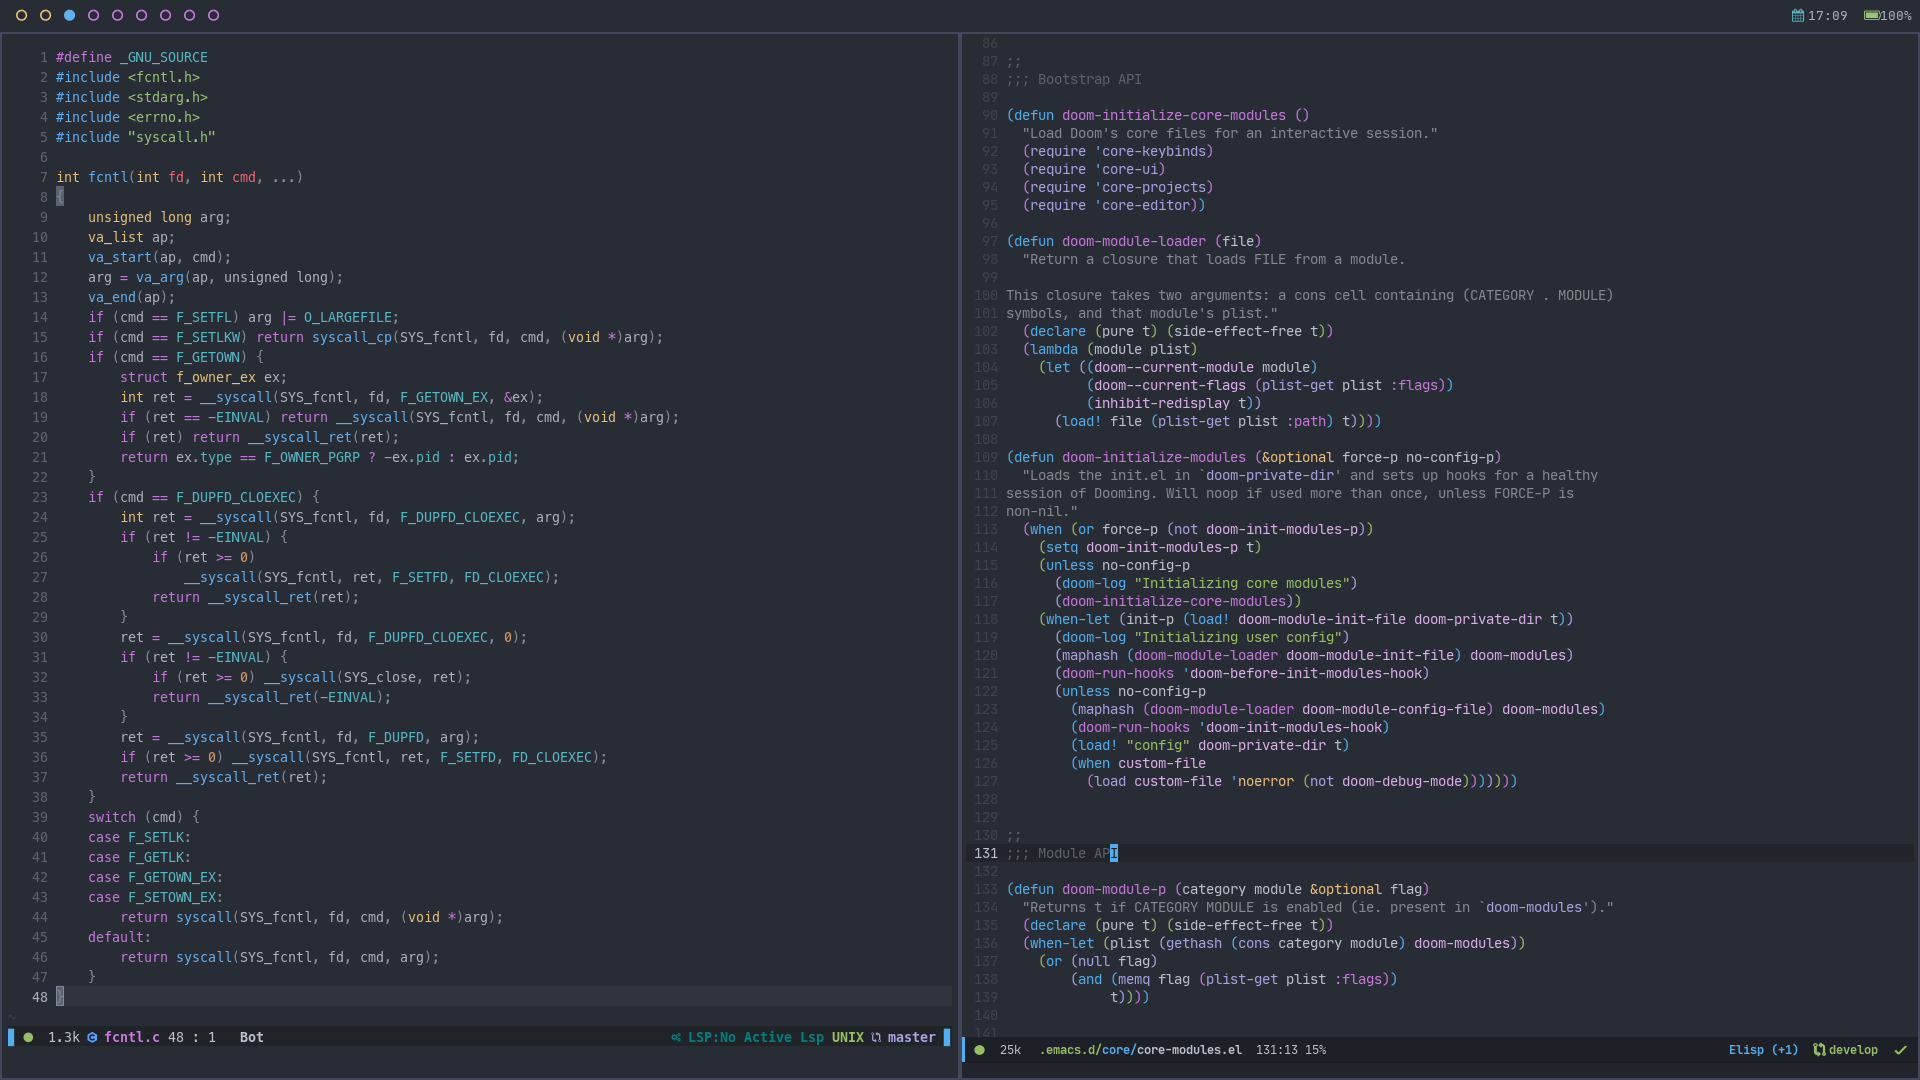 17:09 100%
1 #define _GNU_SOURCE
2 #include <fcntl.h>
3 #include <stdarg.h>
4 #include <errno.h>
5 #include "syscall.h"
6
7 int fcntl(int fd, int cmd, ...)
8 {
9     unsigned long arg;
10     va_list ap;
11     va_start(ap, cmd);
12     arg = va_arg(ap, unsigned long);
13     va_end(ap);
14     if (cmd == F_SETFL) arg |= O_LARGEFILE;
15     if (cmd == F_SETLKW) return syscall_cp(SYS_fcntl, fd, cmd, (void *)arg);
16     if (cmd == F_GETOWN) {
17         struct f_owner_ex ex;
18         int ret = __syscall(SYS_fcntl, fd, F_GETOWN_EX, &ex);
19         if (ret == -EINVAL) return __syscall(SYS_fcntl, fd, cmd, (void *)arg);
20         if (ret) return __syscall_ret(ret);
21         return ex.type == F_OWNER_PGRP ? -ex.pid : ex.pid;
22     }
23     if (cmd == F_DUPFD_CLOEXEC) {
24         int ret = __syscall(SYS_fcntl, fd, F_DUPFD_CLOEXEC, arg);
25         if (ret != -EINVAL) {
26             if (ret >= 0)
27                 __syscall(SYS_fcntl, ret, F_SETFD, FD_CLOEXEC);
28             return __syscall_ret(ret);
29         }
30         ret = __syscall(SYS_fcntl, fd, F_DUPFD_CLOEXEC, 0);
31         if (ret != -EINVAL) {
32             if (ret >= 0) __syscall(SYS_close, ret);
33             return __syscall_ret(-EINVAL);
34         }
35         ret = __syscall(SYS_fcntl, fd, F_DUPFD, arg);
36         if (ret >= 0) __syscall(SYS_fcntl, ret, F_SETFD, FD_CLOEXEC);
37         return __syscall_ret(ret);
38     }
39     switch (cmd) {
40     case F_SETLK:
41     case F_GETLK:
42     case F_GETOWN_EX:
43     case F_SETOWN_EX:
44         return syscall(SYS_fcntl, fd, cmd, (void *)arg);
45     default:
46         return syscall(SYS_fcntl, fd, cmd, arg);
47     }
48 }
~
1.3k fcntl.c 48 : 1 Bot LSP:No Active Lsp UNIX master
86
87 ;;
88 ;;; Bootstrap API
89
90 (defun doom-initialize-core-modules ()
91   "Load Doom's core files for an interactive session."
92   (require 'core-keybinds)
93   (require 'core-ui)
94   (require 'core-projects)
95   (require 'core-editor))
96
97 (defun doom-module-loader (file)
98   "Return a closure that loads FILE from a module.
99
100 This closure takes two arguments: a cons cell containing (CATEGORY . MODULE)
101 symbols, and that module's plist."
102   (declare (pure t) (side-effect-free t))
103   (lambda (module plist)
104     (let ((doom--current-module module)
105           (doom--current-flags (plist-get plist :flags))
106           (inhibit-redisplay t))
107       (load! file (plist-get plist :path) t))))
108
109 (defun doom-initialize-modules (&optional force-p no-config-p)
110   "Loads the init.el in `doom-private-dir' and sets up hooks for a healthy
111 session of Dooming. Will noop if used more than once, unless FORCE-P is
112 non-nil."
113   (when (or force-p (not doom-init-modules-p))
114     (setq doom-init-modules-p t)
115     (unless no-config-p
116       (doom-log "Initializing core modules")
117       (doom-initialize-core-modules))
118     (when-let (init-p (load! doom-module-init-file doom-private-dir t))
119       (doom-log "Initializing user config")
120       (maphash (doom-module-loader doom-module-init-file) doom-modules)
121       (doom-run-hooks 'doom-before-init-modules-hook)
122       (unless no-config-p
123         (maphash (doom-module-loader doom-module-config-file) doom-modules)
124         (doom-run-hooks 'doom-init-modules-hook)
125         (load! "config" doom-private-dir t)
126         (when custom-file
127           (load custom-file 'noerror (not doom-debug-mode)))))))
128
129
130 ;;
131 ;;; Module API
132
133 (defun doom-module-p (category module &optional flag)
134   "Returns t if CATEGORY MODULE is enabled (ie. present in `doom-modules')."
135   (declare (pure t) (side-effect-free t))
136   (when-let (plist (gethash (cons category module) doom-modules))
137     (or (null flag)
138         (and (memq flag (plist-get plist :flags))
139              t))))
140
141
25k .emacs.d/core/core-modules.el 131:13 15% Elisp (+1) develop